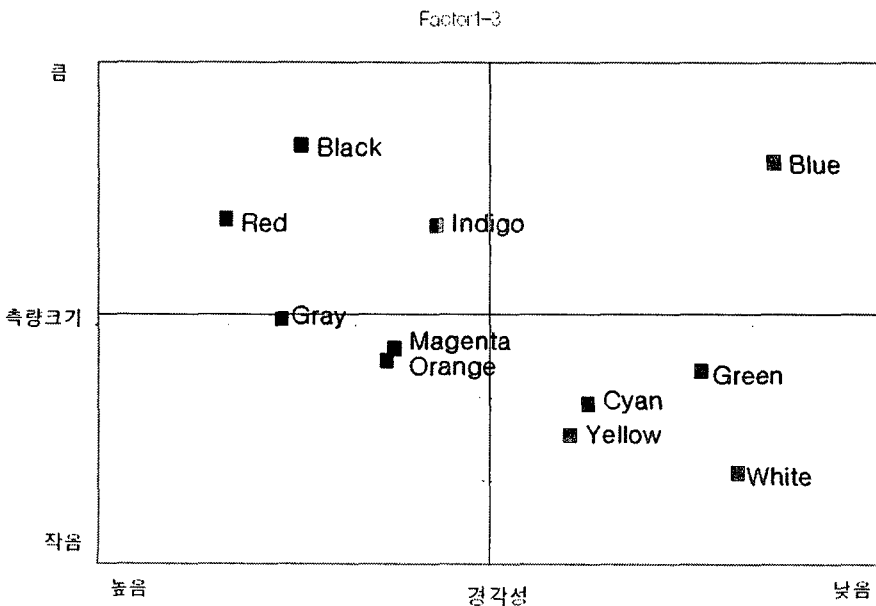 Factor1-3
큼
Black
Blue
Red
Indigo
측량크기
Gray
Magenta
Orange
Green
Cyan
Yellow
White
작음
높음
경각성
낮음